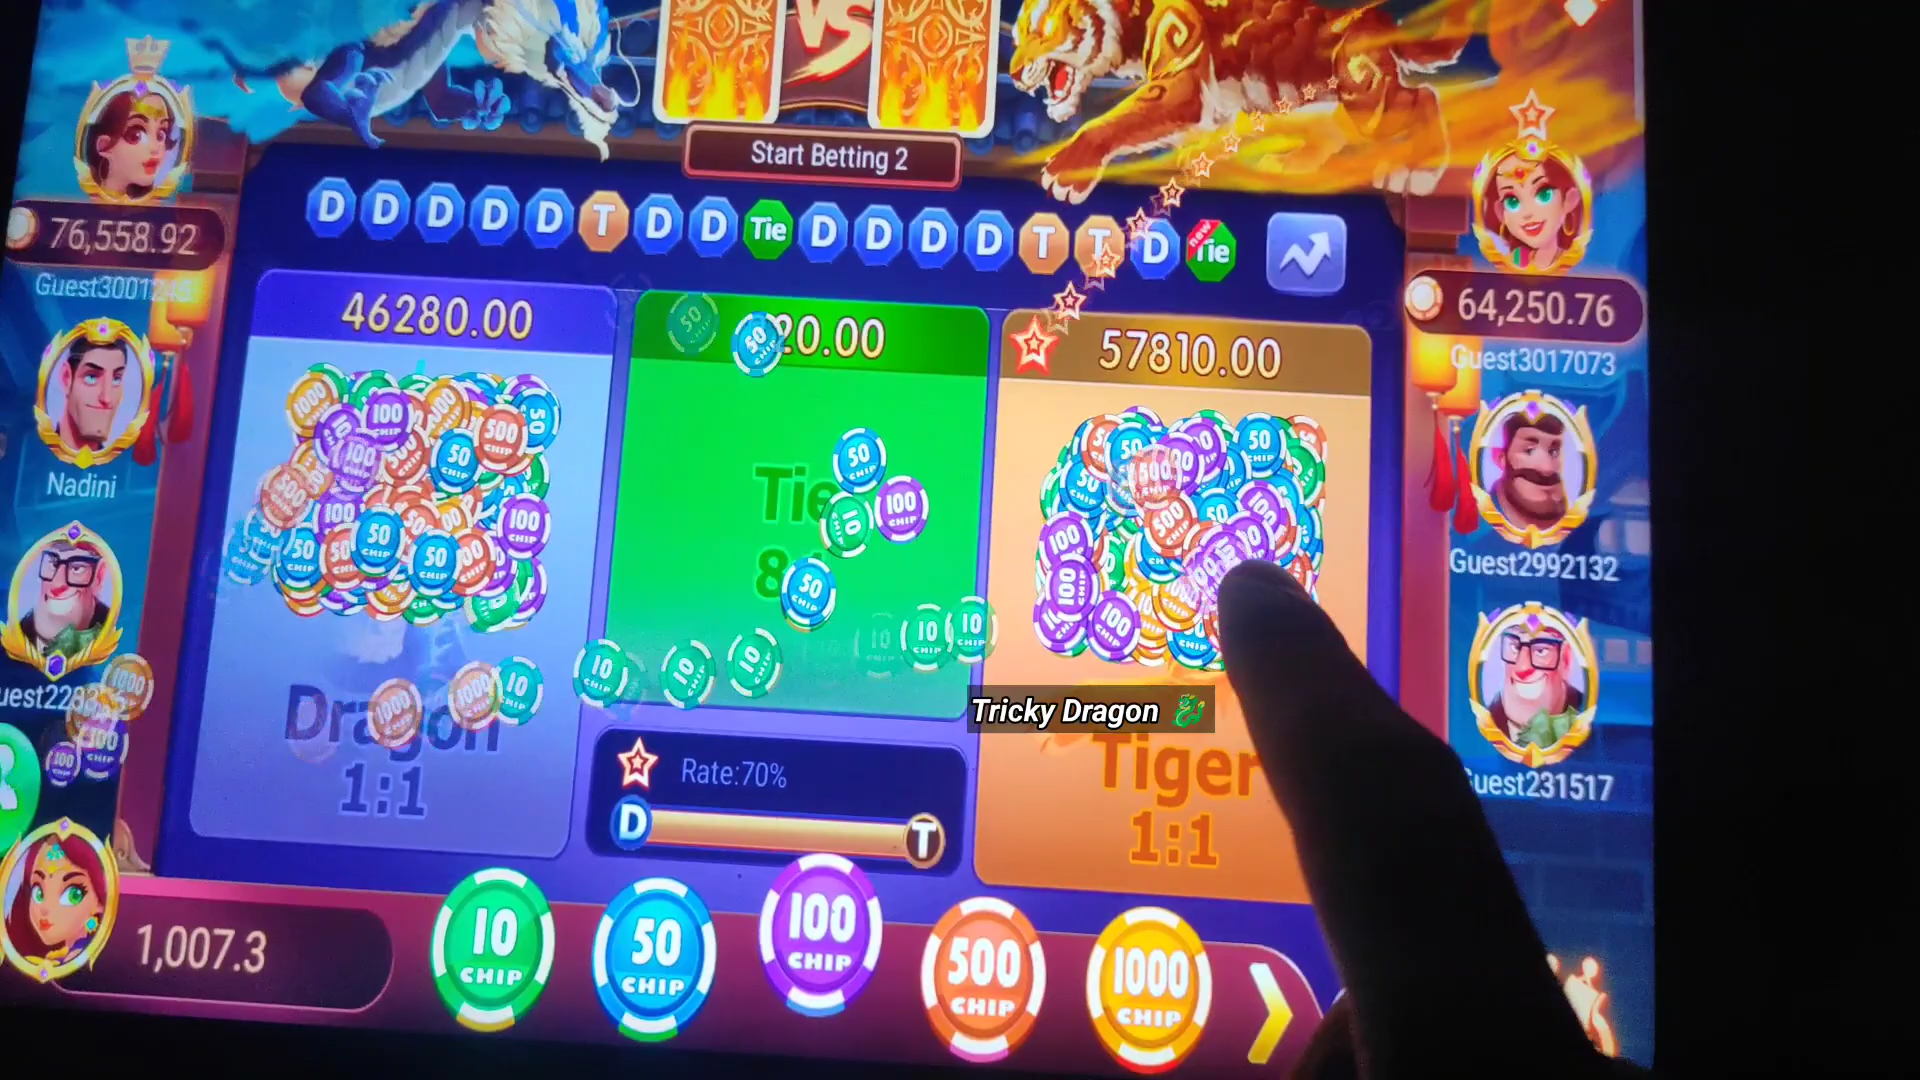 VS
Start Betting 2
D D D D D T D D Tie D D D D T T D new Tie
76,558.92
Guest3001245
Nadini
46280.00
20.00
57810.00
64,250.76
Guest3017073
Guest2992132
uest231517
Tie
Dragon
1:1
Tiger
1:1
Tricky Dragon
Rate:70%
D T
1,007.3
10 CHIP
50 CHIP
100 CHIP
500 CHIP
1000 CHIP